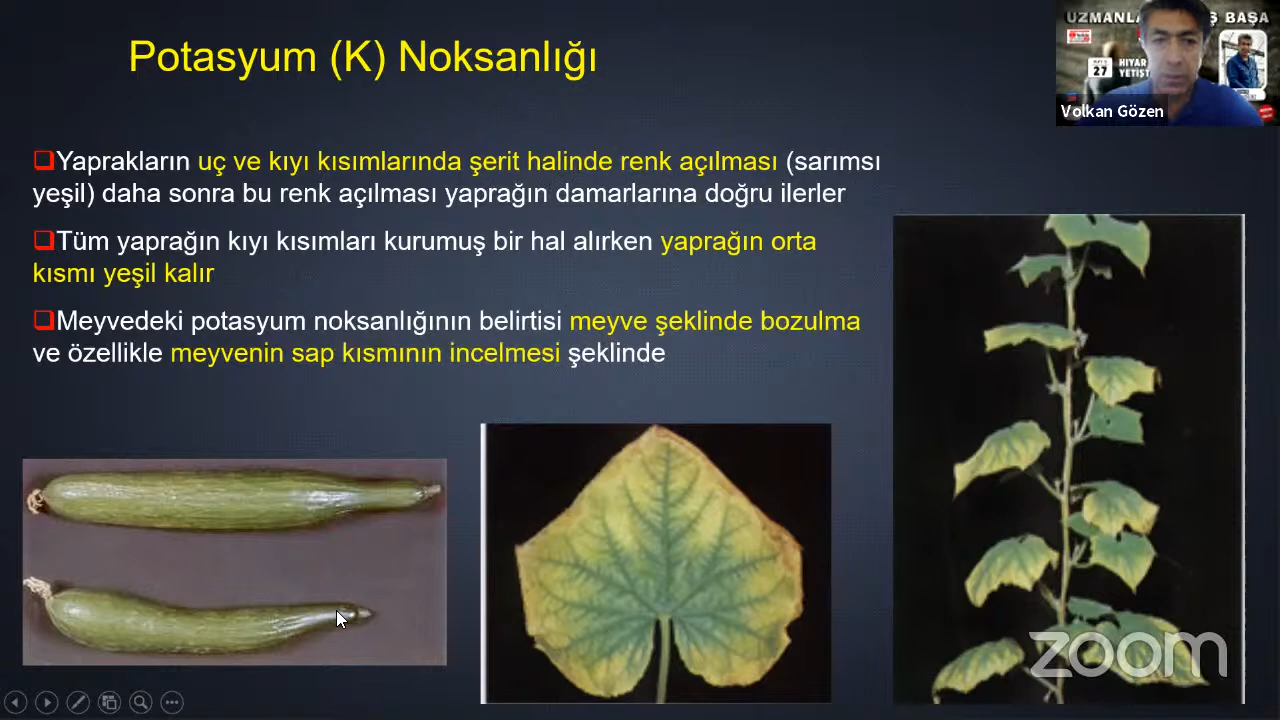 Potasyum (K) Noksanlığı
UZMANLA
Ş BAŞA
27
HIYAR
YETİŞT
Volkan Gözen
Yaprakların uç ve kıyı kısımlarında şerit halinde renk açılması (sarımsı
yeşil) daha sonra bu renk açılması yaprağın damarlarına doğru ilerler
Tüm yaprağın kıyı kısımları kurumuş bir hal alırken yaprağın orta
kısmı yeşil kalır
Meyvedeki potasyum noksanlığının belirtisi meyve şeklinde bozulma
ve özellikle meyvenin sap kısmının incelmesi şeklinde
zoom